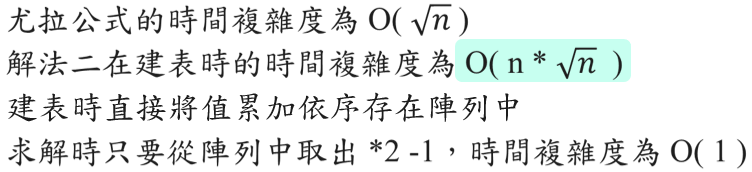 尤拉公式的時間複雜度為 O( √n )
解法二在建表時的時間複雜度為 O( n * √n )
建表時直接將值累加依序存在陣列中
求解時只要從陣列中取出 *2 -1，時間複雜度為 O( 1 )